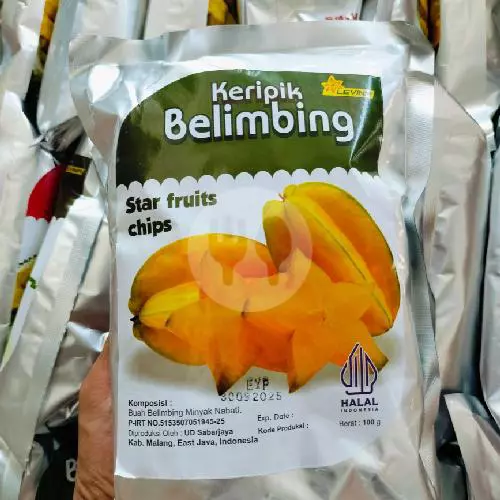 Keripik
Belimbing
LEVINA
Star fruits
chips
EXP
30092025
Komposisi :
Buah Belimbing Minyak Nabati.
P-IRT NO.5153507051945-25
Diproduksi Oleh : UD Sabarjaya
Kab. Malang, East Java, Indonesia
Exp. Date :
Kode Produksi :
HALAL
INDONESIA
Berat : 100 g